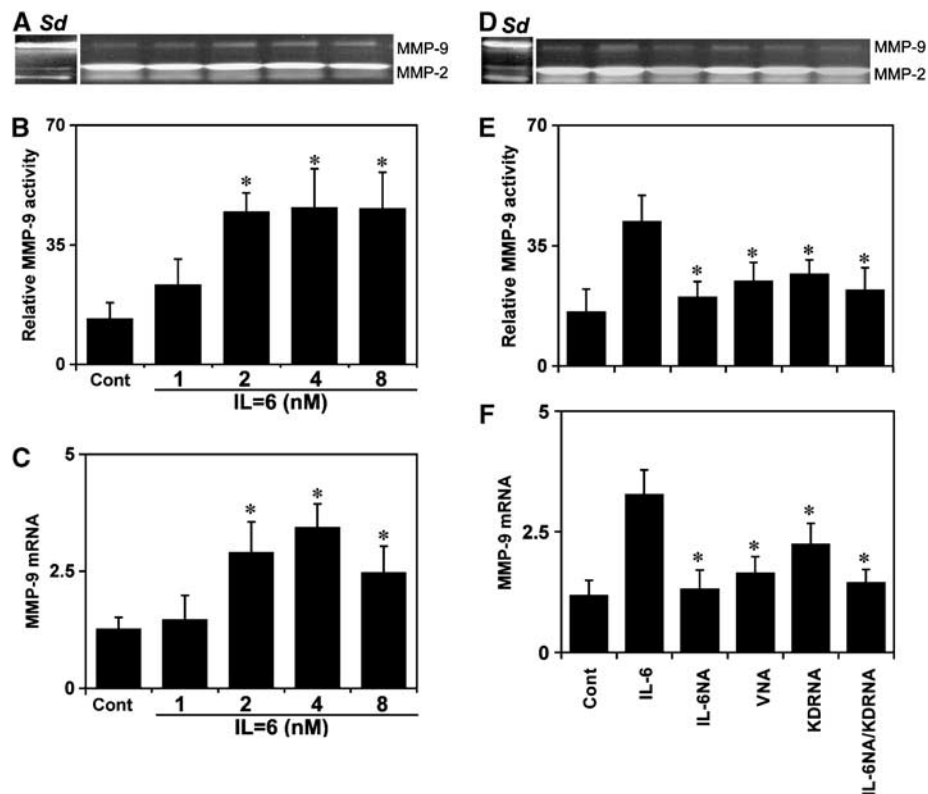 A Sd
MMP-9
MMP-2
B
70
35
0
Relative MMP-9 activity
*
*
*
Cont 1 2 4 8
IL=6 (nM)
C
5
2.5
0
MMP-9 mRNA
*
*
*
Cont 1 2 4 8
IL=6 (nM)
D Sd
MMP-9
MMP-2
E
70
35
0
Relative MMP-9 activity
*
*
*
*
F
5
2.5
0
MMP-9 mRNA
*
*
*
*
Cont
IL-6
IL-6NA
VNA
KDRNA
IL-6NA/KDRNA